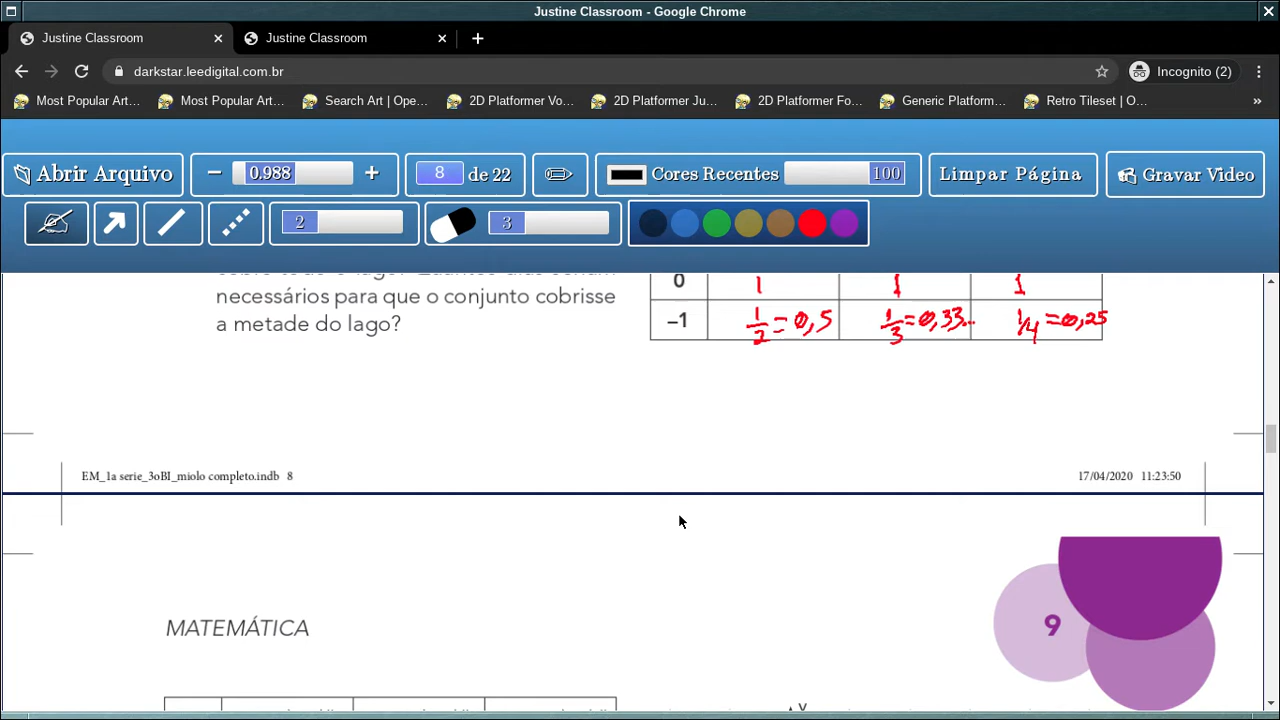 Justine Classroom - Google Chrome
Justine Classroom
Justine Classroom
darkstar.leedigital.com.br
Incognito (2)
Most Popular Art...
Most Popular Art...
Search Art | Ope...
2D Platformer Vo...
2D Platformer Ju...
2D Platformer Fo...
Generic Platform...
Retro Tileset | O...
»
Abrir Arquivo
− 0,988 +
8 de 22
Cores Recentes 100
Limpar Página
Gravar Video
2
3
necessários para que o conjunto cobrisse
a metade do lago?
0 1 1 1
–1 1/2 = 0,5 1/3 = 0,33... 1/4 = 0,25
EM_1a serie_3oBI_miolo completo.indb 8
17/04/2020 11:23:50
MATEMÁTICA
9
y